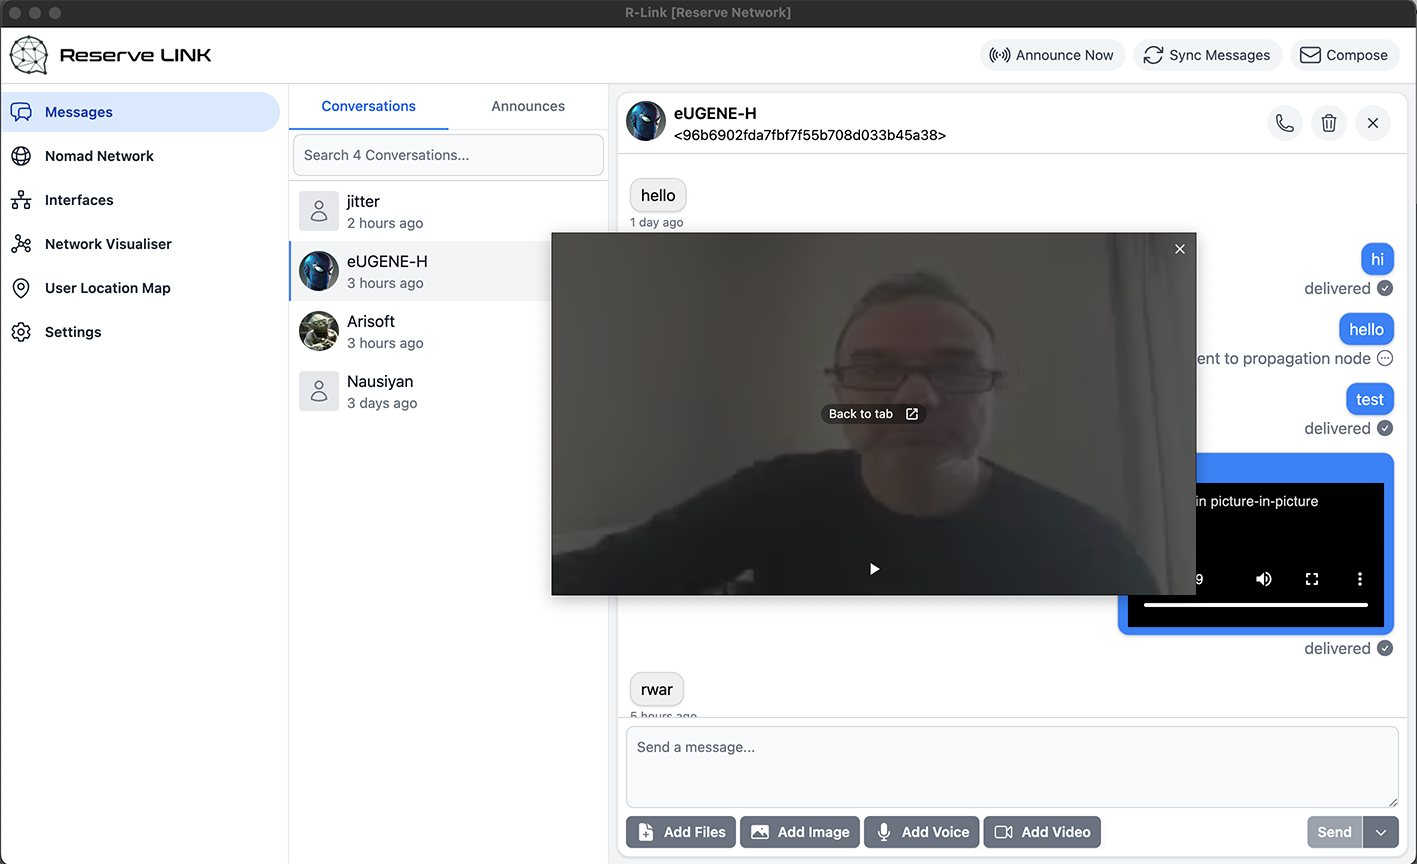 R-Link [Reserve Network]
Reserve LINK
Announce Now
Sync Messages
Compose
Messages
Nomad Network
Interfaces
Network Visualiser
User Location Map
Settings
Conversations
Announces
Search 4 Conversations...
jitter
2 hours ago
eUGENE-H
3 hours ago
Arisoft
3 hours ago
Nausiyan
3 days ago
eUGENE-H
<96b6902fda7fbf7f55b708d033b45a38>
hello
1 day ago
hi
delivered
hello
ent to propagation node
test
delivered
Back to tab
in picture-in-picture
9
delivered
rwar
5 hours ago
Send a message...
Add Files
Add Image
Add Voice
Add Video
Send